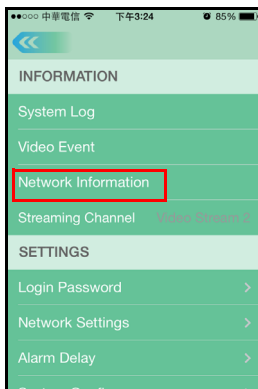 中華電信 下午3:24 85%
INFORMATION
System Log
Video Event
Network Information
Streaming Channel Video Stream 2
SETTINGS
Login Password
Network Settings
Alarm Delay